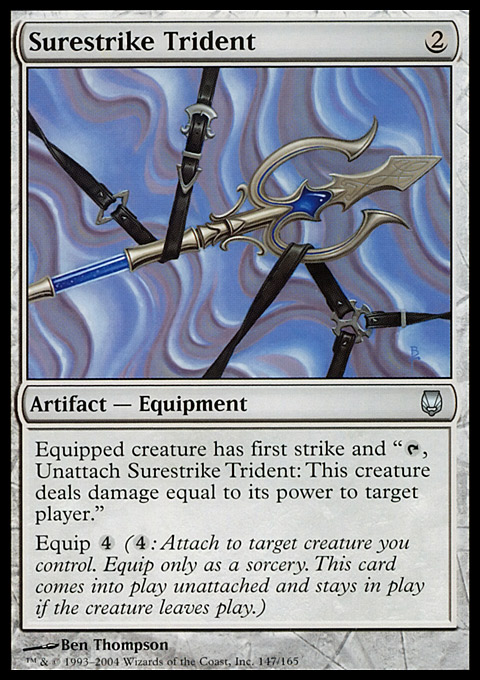 Surestrike Trident 2
Artifact — Equipment
Equipped creature has first strike and “,
Unattach Surestrike Trident: This creature
deals damage equal to its power to target
player.”
Equip 4 (4: Attach to target creature you
control. Equip only as a sorcery. This card
comes into play unattached and stays in play
if the creature leaves play.)
Ben Thompson
™ & © 1993–2004 Wizards of the Coast, Inc. 147/165